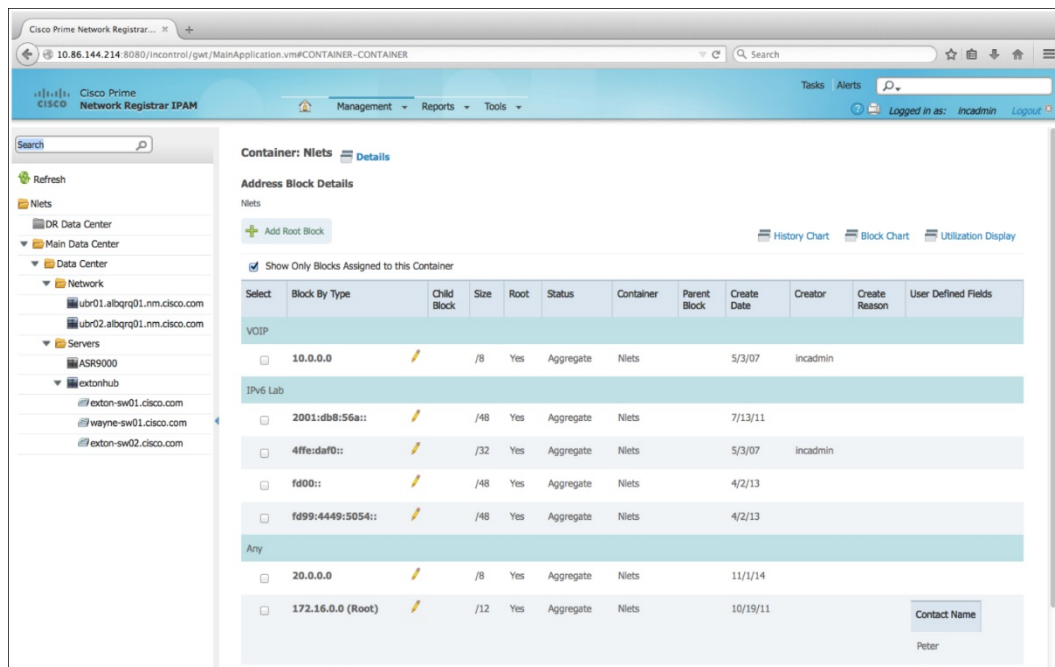 Cisco Prime Network Registrar...
10.86.144.214:8080/incontrol/gwt/MainApplication.vm#CONTAINER-CONTAINER
Search
cisco
Cisco Prime
Network Registrar IPAM
Management
Reports
Tools
Tasks
Alerts
Logged in as: incadmin
Logout
Search
Refresh
Nlets
DR Data Center
Main Data Center
Data Center
Network
ubr01.albqrq01.nm.cisco.com
ubr02.albqrq01.nm.cisco.com
Servers
ASR9000
extonhub
exton-sw01.cisco.com
wayne-sw01.cisco.com
exton-sw02.cisco.com
Container: Nlets Details
Address Block Details
Nlets
Add Root Block
History Chart Block Chart Utilization Display
Show Only Blocks Assigned to this Container
Select Block By Type Child Block Size Root Status Container Parent Block Create Date Creator Create Reason User Defined Fields
VOIP
10.0.0.0 /8 Yes Aggregate Nlets 5/3/07 incadmin
IPv6 Lab
2001:db8:56a:: /48 Yes Aggregate Nlets 7/13/11
4ffe:daf0:: /32 Yes Aggregate Nlets 5/3/07 incadmin
fd00:: /48 Yes Aggregate Nlets 4/2/13
fd99:4449:5054:: /48 Yes Aggregate Nlets 4/2/13
Any
20.0.0.0 /8 Yes Aggregate Nlets 11/1/14
172.16.0.0 (Root) /12 Yes Aggregate Nlets 10/19/11 Contact Name
Peter